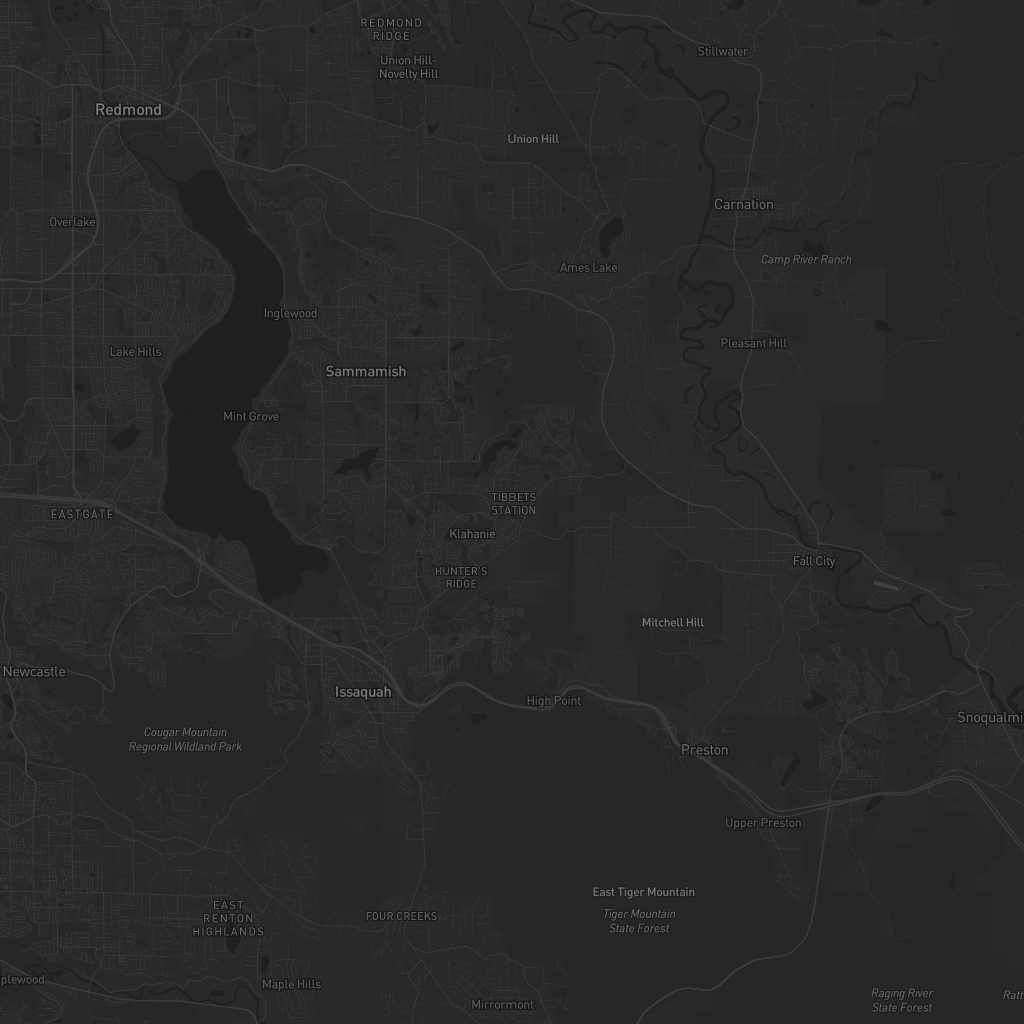 REDMOND
RIDGE
Stillwater
Union Hill-
Novelty Hill
Redmond
Union Hill
Carnation
Overlake
Camp River Ranch
Ames Lake
Inglewood
Pleasant Hill
Lake Hills
Sammamish
Mint Grove
TIBBETS
STATION
EASTGATE
Klahanie
Fall City
HUNTER'S
RIDGE
Mitchell Hill
Newcastle
Issaquah
High Point
Snoqualmi
Cougar Mountain
Regional Wildland Park
Preston
Upper Preston
East Tiger Mountain
Tiger Mountain
State Forest
EAST
RENTON
HIGHLANDS
FOUR CREEKS
plewood
Maple Hills
Raging River
State Forest
Ratt
Mirrormont